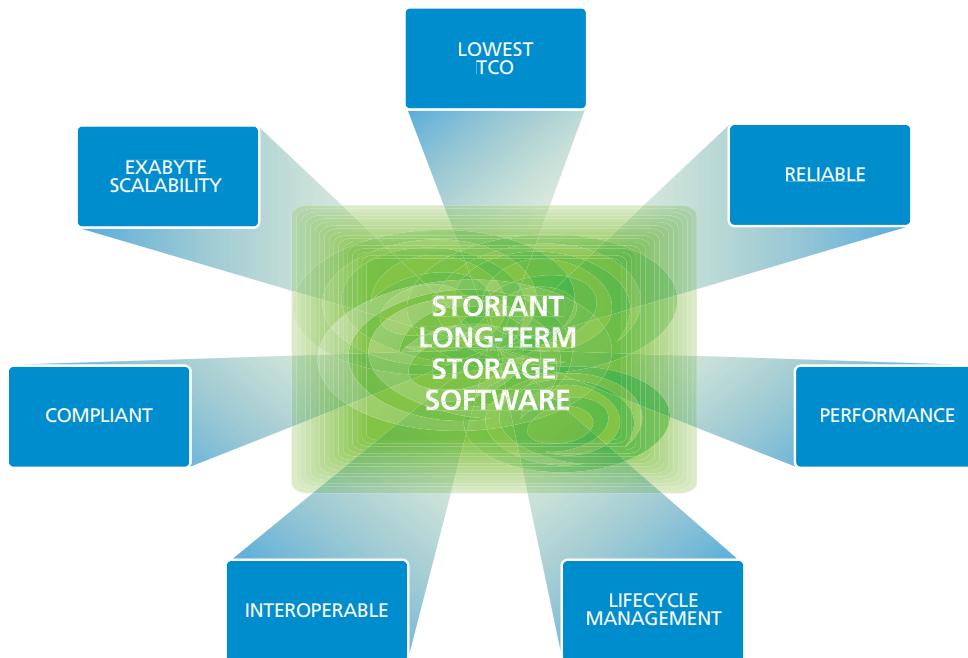 LOWEST
TCO
EXABYTE
SCALABILITY
RELIABLE
STORIANT
LONG-TERM
STORAGE
SOFTWARE
COMPLIANT
PERFORMANCE
INTEROPERABLE
LIFECYCLE
MANAGEMENT